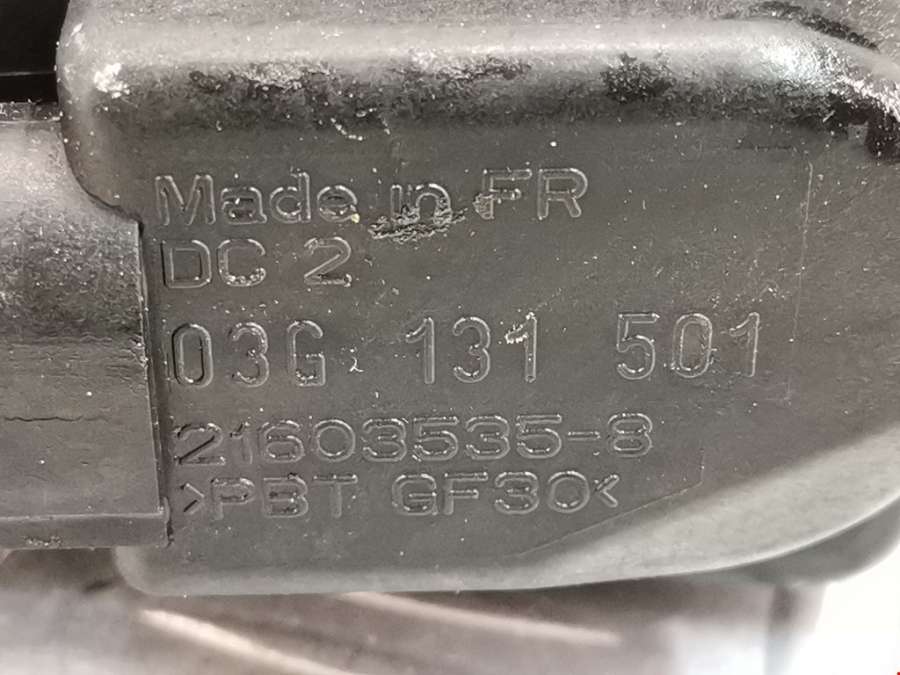 Made in FR
DC 2
03G 131 501
21603535-8
>PBT GF30<